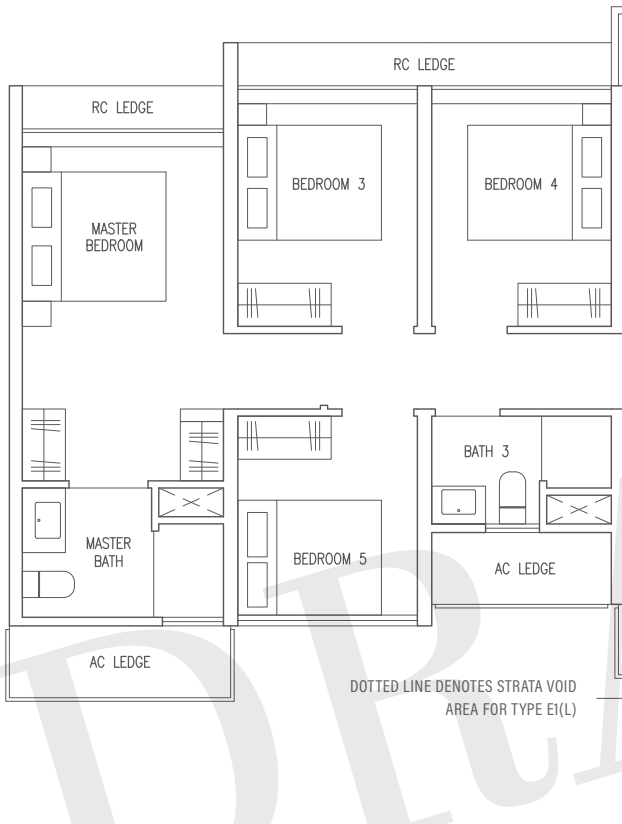 RC LEDGE
RC LEDGE
BEDROOM 3
BEDROOM 4
MASTER
BEDROOM
BATH 3
MASTER
BATH
BEDROOM 5
AC LEDGE
AC LEDGE
DOTTED LINE DENOTES STRATA VOID
AREA FOR TYPE E1(L)
DRA